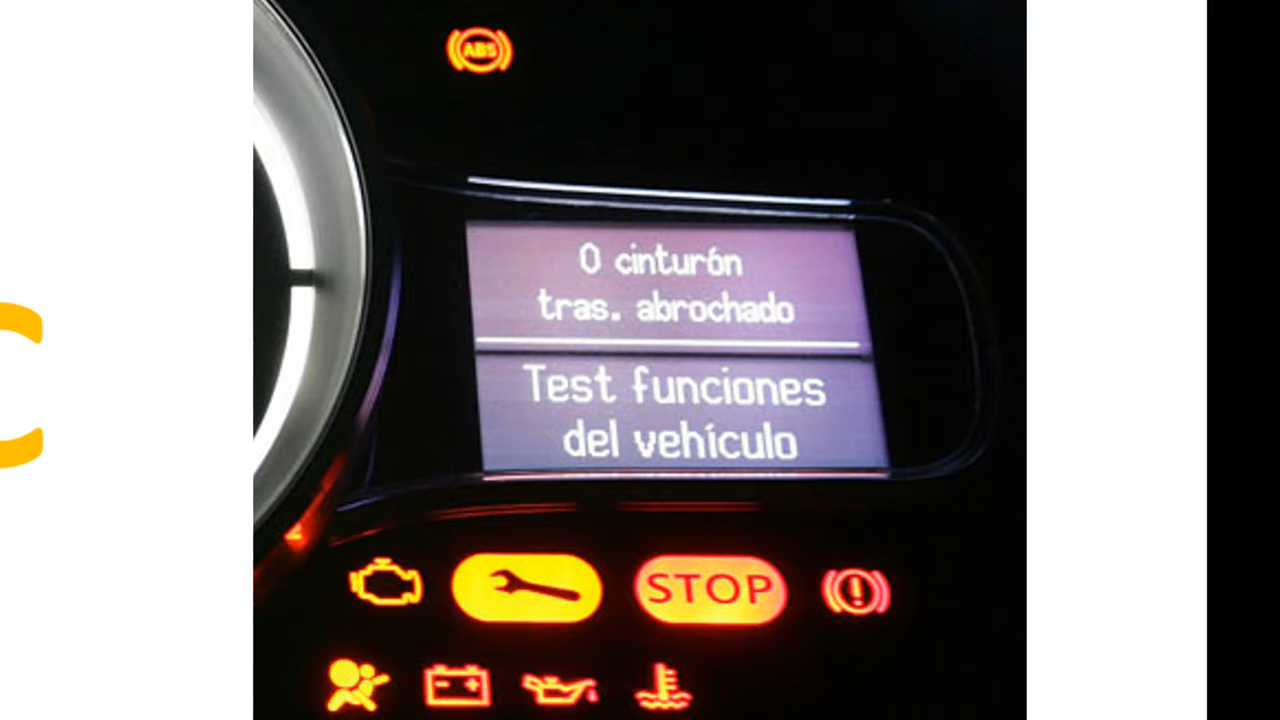 ABS
0 cinturón
tras. abrochado
Test funciones
del vehículo
STOP